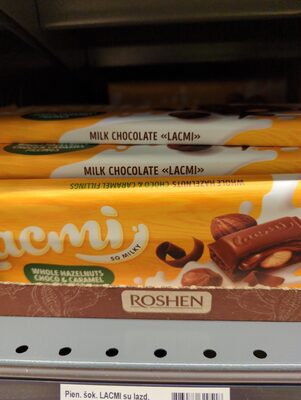 MILK CHOCOLATE «LACMI»
MILK CHOCOLATE «LACMI»
WHOLE HAZELNUTS CHOCO & CARAMEL FILLINGS
Lacmi
SO MILKY
WHOLE HAZELNUTS
CHOCO & CARAMEL
ROSHEN
Pien. šok. LACMI su lazd.